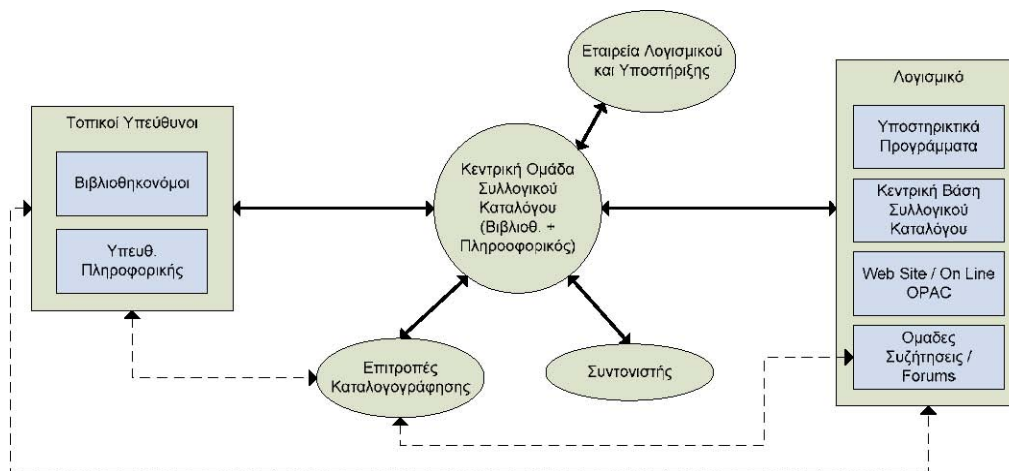 Εταιρεία Λογισμικού
και Υποστήριξης
Λογισμικό
Τοπικοί Υπεύθυνοι
Υποστηρικτικά
Προγράμματα
Βιβλιοθηκονόμοι
Κεντρική Ομάδα
Συλλογικού
Καταλόγου
(Βιβλιοθ. +
Πληροοφορικός)
Κεντρική Βάση
Συλλογικού
Καταλόγου
Υπευθ.
Πληροφορικής
Web Site / On Line
OPAC
Επιτροπές
Καταλογογράφησης
Συντονιστής
Ομαδες
Συζήτησεις /
Forums